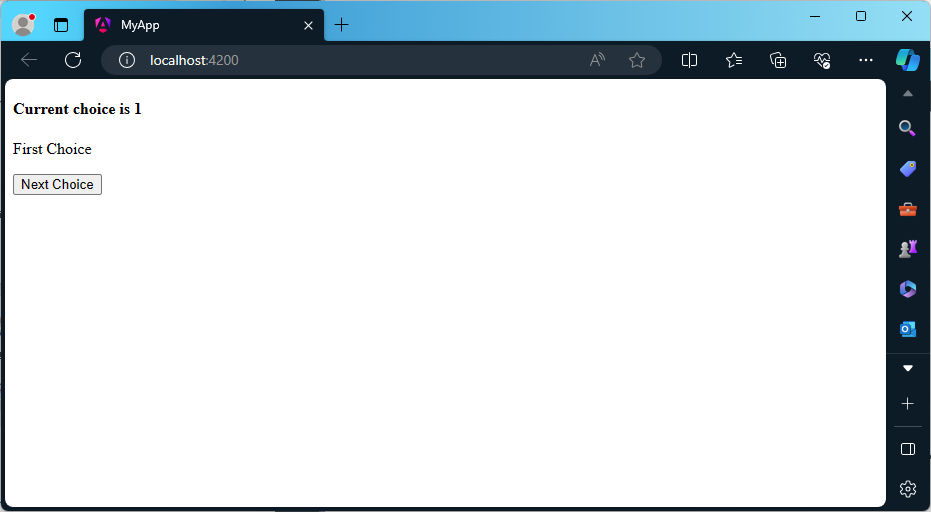 MyApp
localhost:4200
Current choice is 1
First Choice
Next Choice